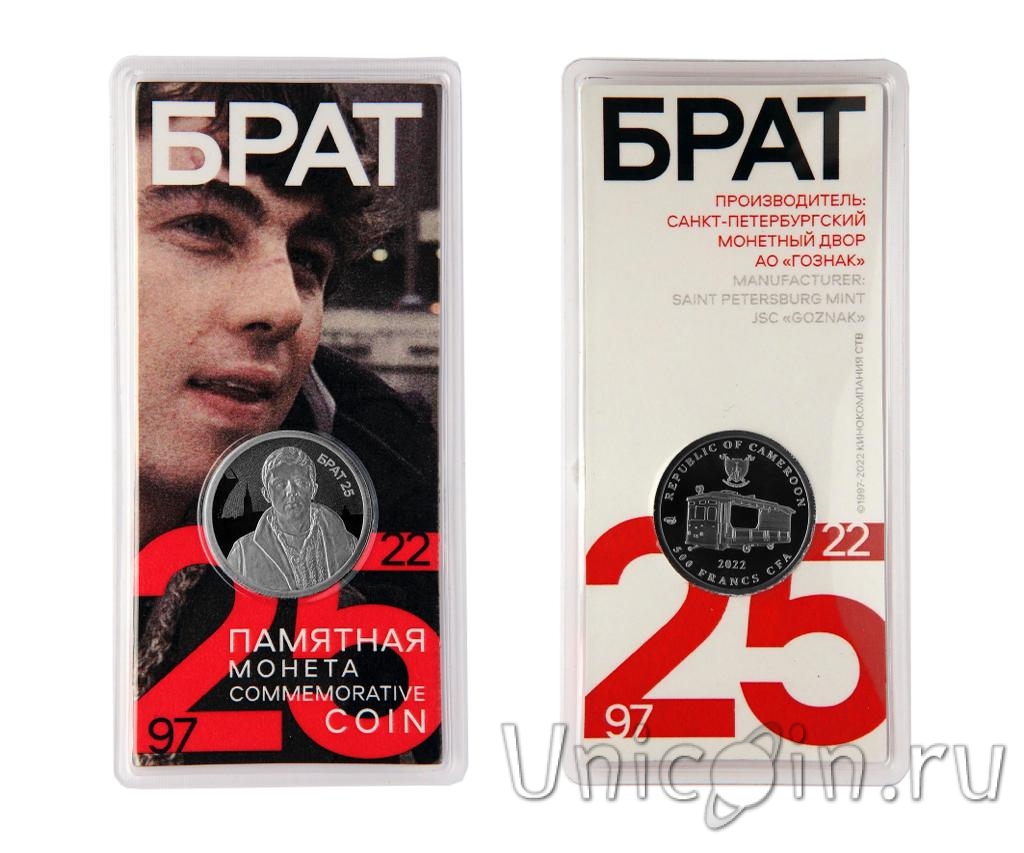 БРАТ
БРАТ 25
22
25
ПАМЯТНАЯ
МОНЕТА
COMMEMORATIVE
COIN
97
БРАТ
ПРОИЗВОДИТЕЛЬ:
САНКТ-ПЕТЕРБУРГСКИЙ
МОНЕТНЫЙ ДВОР
АО «ГОЗНАК»
MANUFACTURER:
SAINT PETERSBURG MINT
JSC «GOZNAK»
©1997-2022 КИНОКОМПАНИЯ СТВ
REPUBLIC OF CAMEROON
2022
500 FRANCS CFA
22
25
97
Unicoin.ru